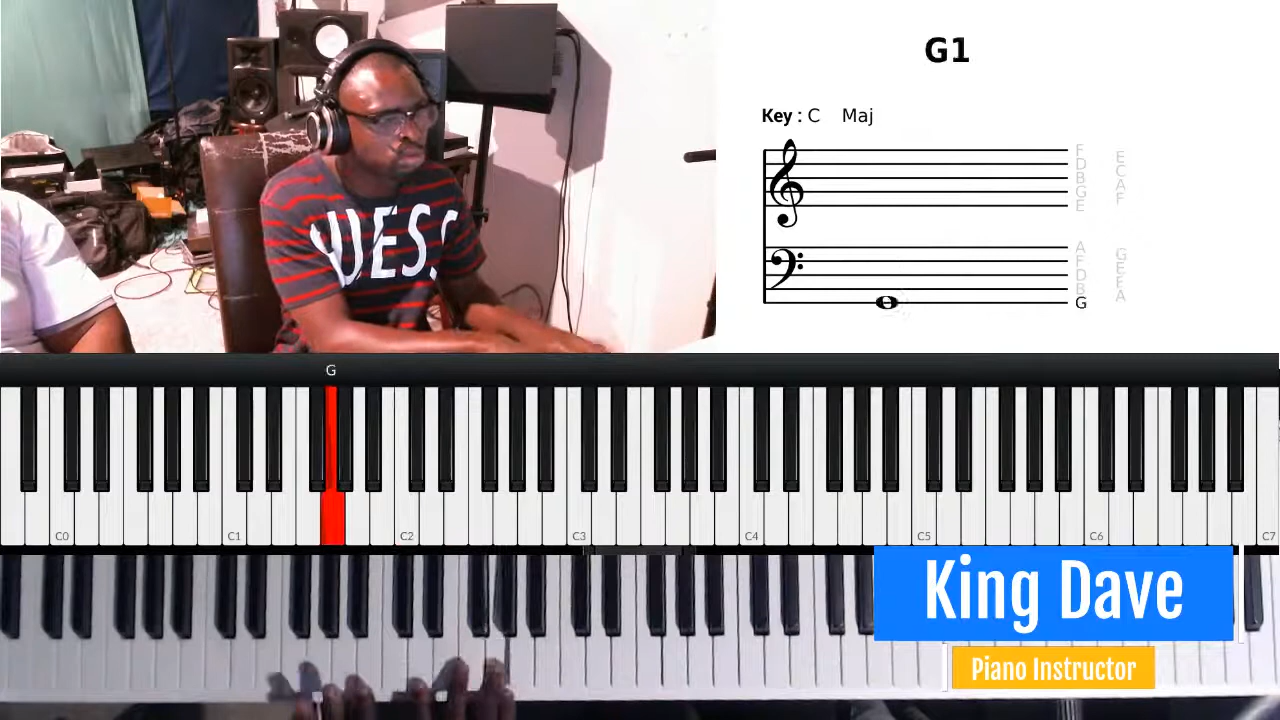 G1
Key : C Maj
F
D
B
G
E
E
C
A
F
A
F
D
B
G
G
E
A
G
C0 C1 C2 C3 C4 C5 C6 C7
King Dave
Piano Instructor